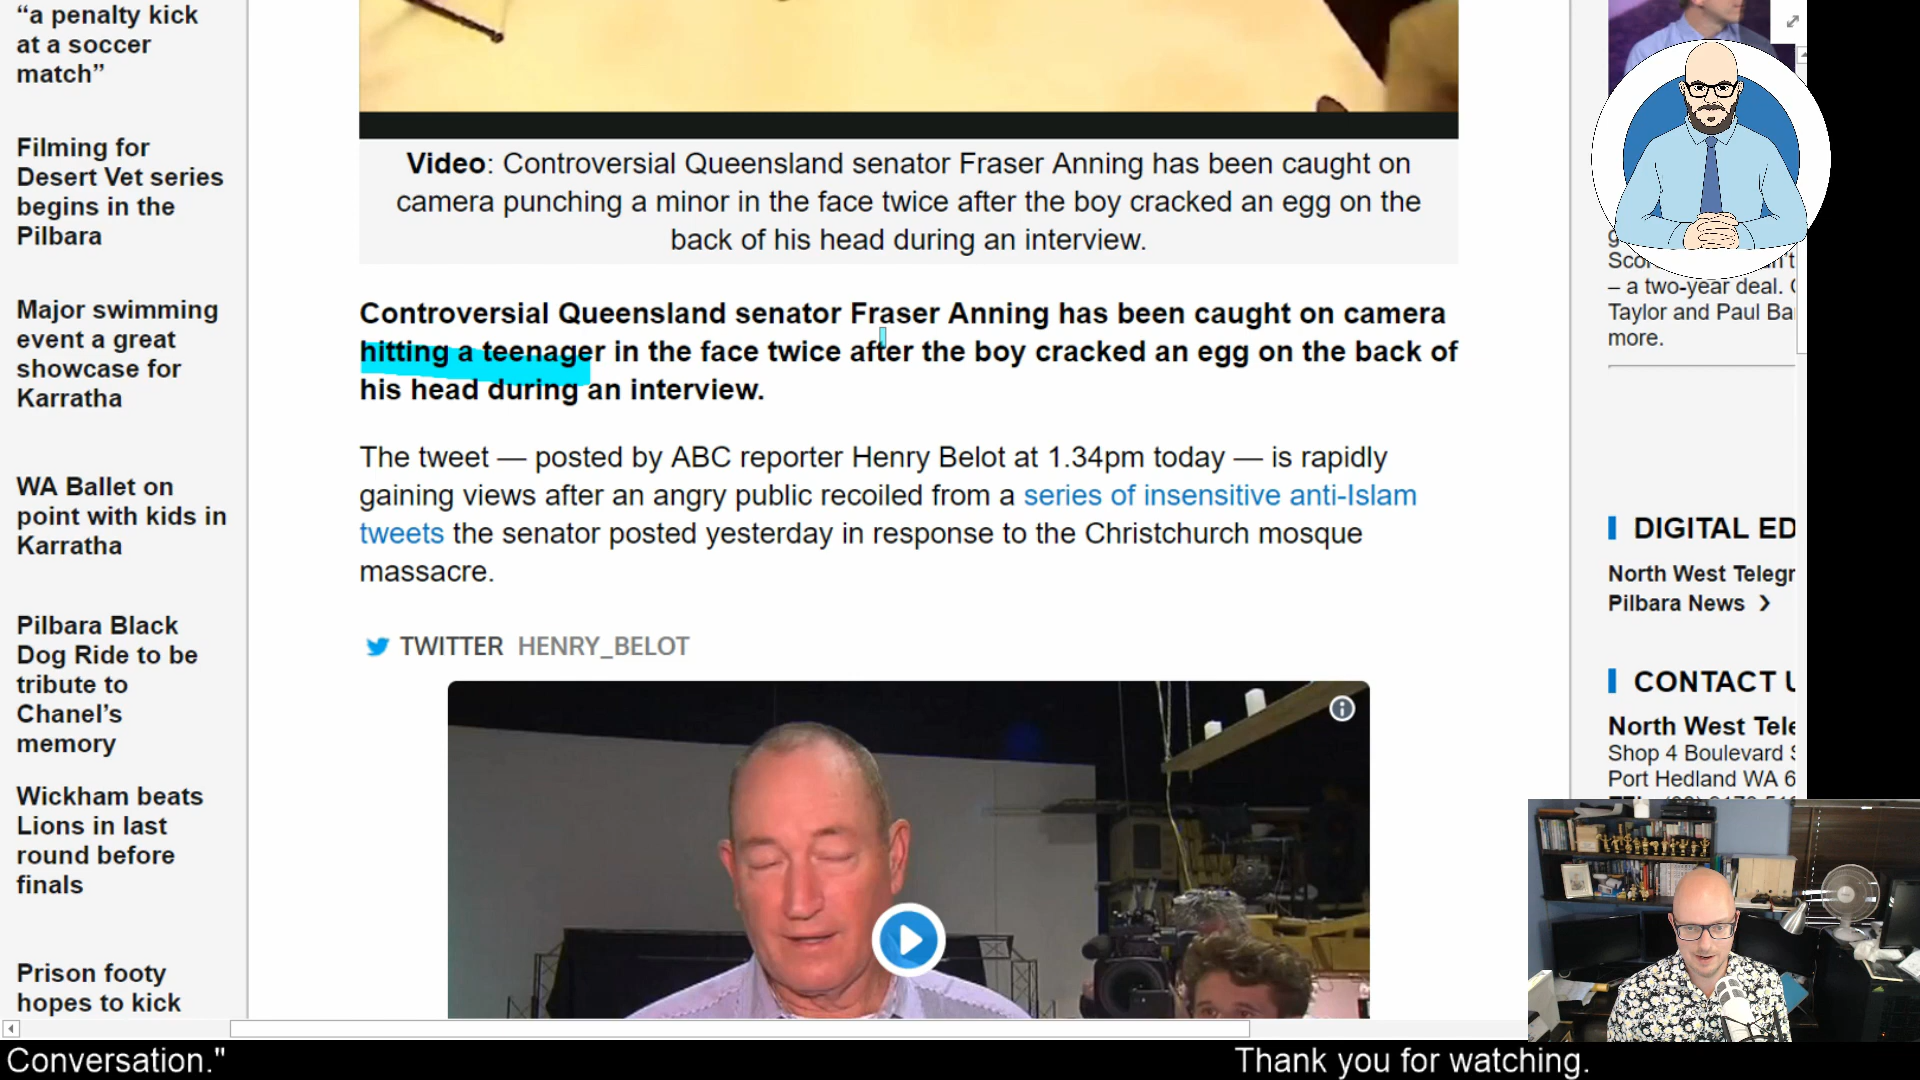 “a penalty kick
at a soccer
match”
Filming for
Desert Vet series
begins in the
Pilbara
Major swimming
event a great
showcase for
Karratha
WA Ballet on
point with kids in
Karratha
Pilbara Black
Dog Ride to be
tribute to
Chanel’s
memory
Wickham beats
Lions in last
round before
finals
Prison footy
hopes to kick
Video: Controversial Queensland senator Fraser Anning has been caught on
camera punching a minor in the face twice after the boy cracked an egg on the
back of his head during an interview.
Controversial Queensland senator Fraser Anning has been caught on camera
hitting a teenager in the face twice after the boy cracked an egg on the back of
his head during an interview.
The tweet — posted by ABC reporter Henry Belot at 1.34pm today — is rapidly
gaining views after an angry public recoiled from a series of insensitive anti-Islam
tweets the senator posted yesterday in response to the Christchurch mosque
massacre.
TWITTER HENRY_BELOT
– a two-year deal.
Taylor and Paul Ba
more.
DIGITAL ED
North West Telegr
Pilbara News
CONTACT U
North West Tele
Shop 4 Boulevard S
Port Hedland WA 6
Conversation."
Thank you for watching.